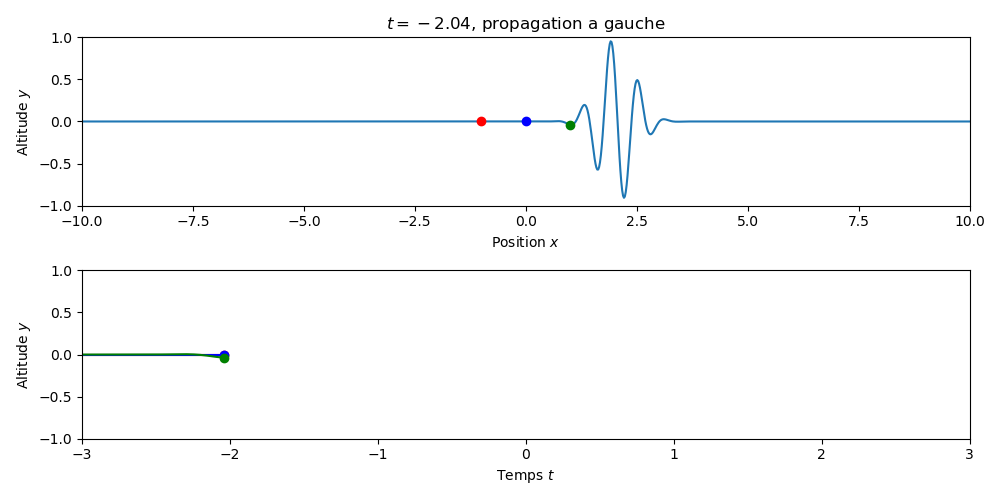 t = −2.04, propagation a gauche
1.0
0.5
0.0
−0.5
−1.0
Altitude y
−10.0 −7.5 −5.0 −2.5 0.0 2.5 5.0 7.5 10.0
Position x
1.0
0.5
0.0
−0.5
−1.0
Altitude y
−3 −2 −1 0 1 2 3
Temps t